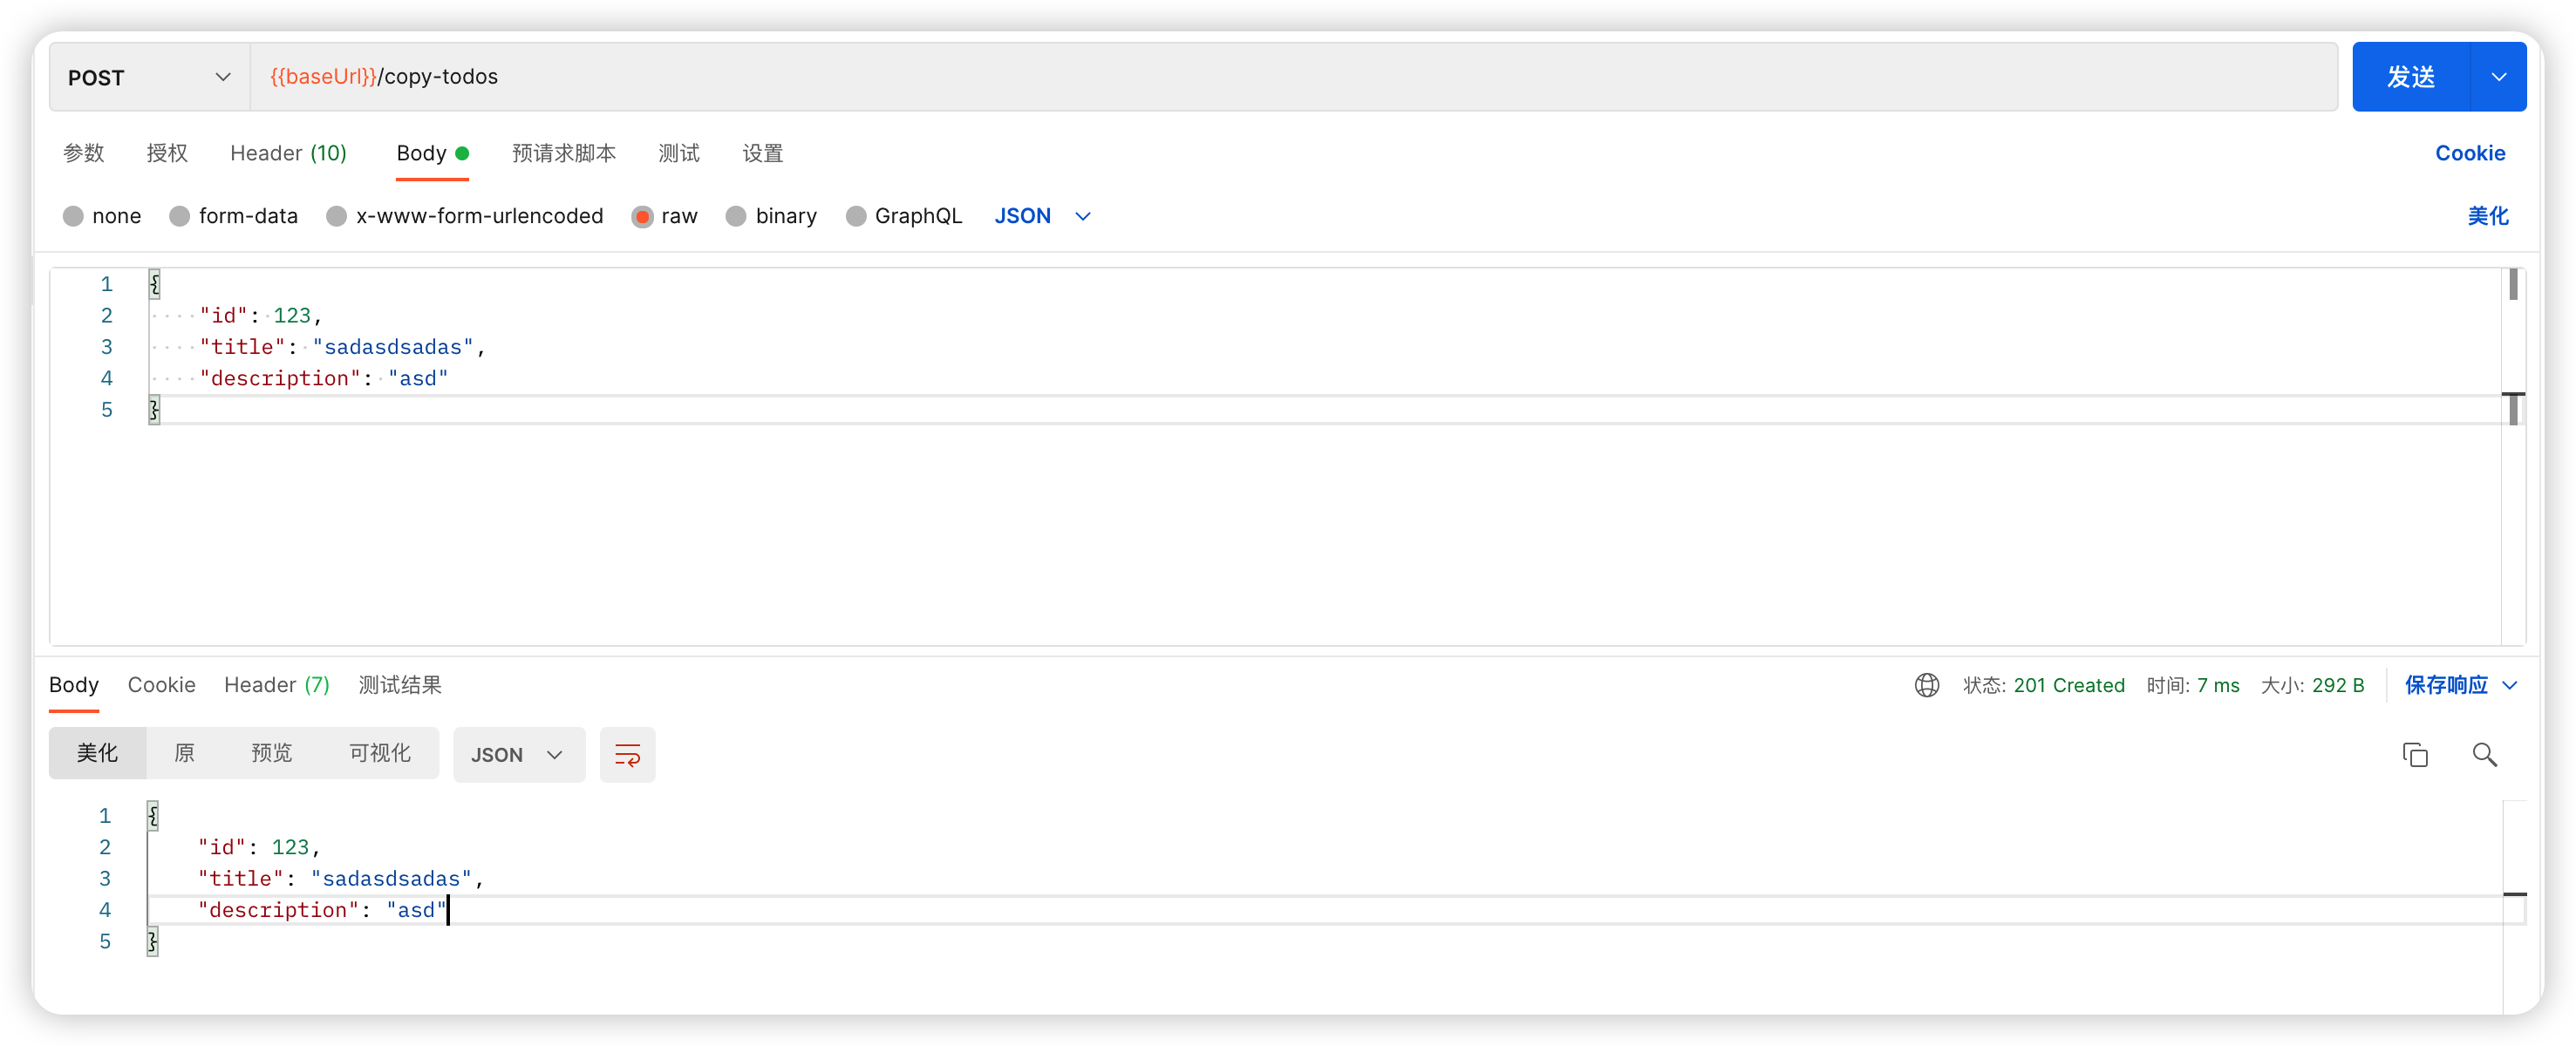 POST {{baseUrl}}/copy-todos 发送
参数 授权 Header (10) Body 预请求脚本 测试 设置 Cookie
none form-data x-www-form-urlencoded raw binary GraphQL JSON 美化
1 {
2 "id": 123,
3 "title": "sadasdsadas",
4 "description": "asd"
5 }
Body Cookie Header (7) 测试结果 状态: 201 Created 时间: 7 ms 大小: 292 B 保存响应
美化 原 预览 可视化 JSON
1 {
2 "id": 123,
3 "title": "sadasdsadas",
4 "description": "asd"
5 }